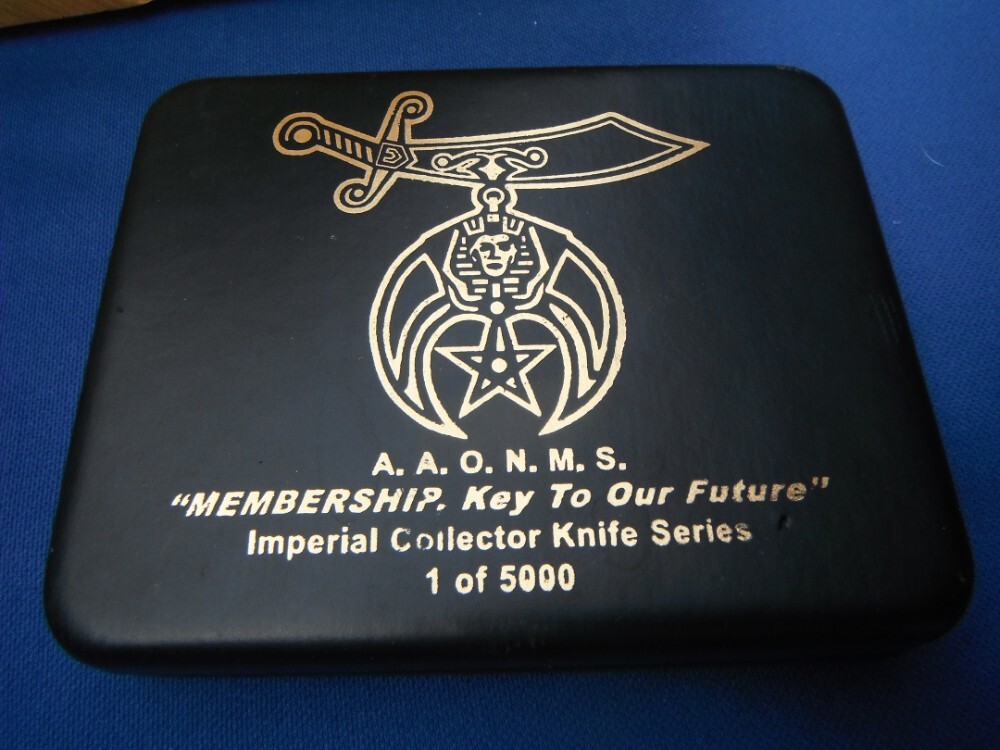 A. A. O. N. M. S.
"MEMBERSHIP. Key To Our Future"
Imperial Collector Knife Series
1 of 5000